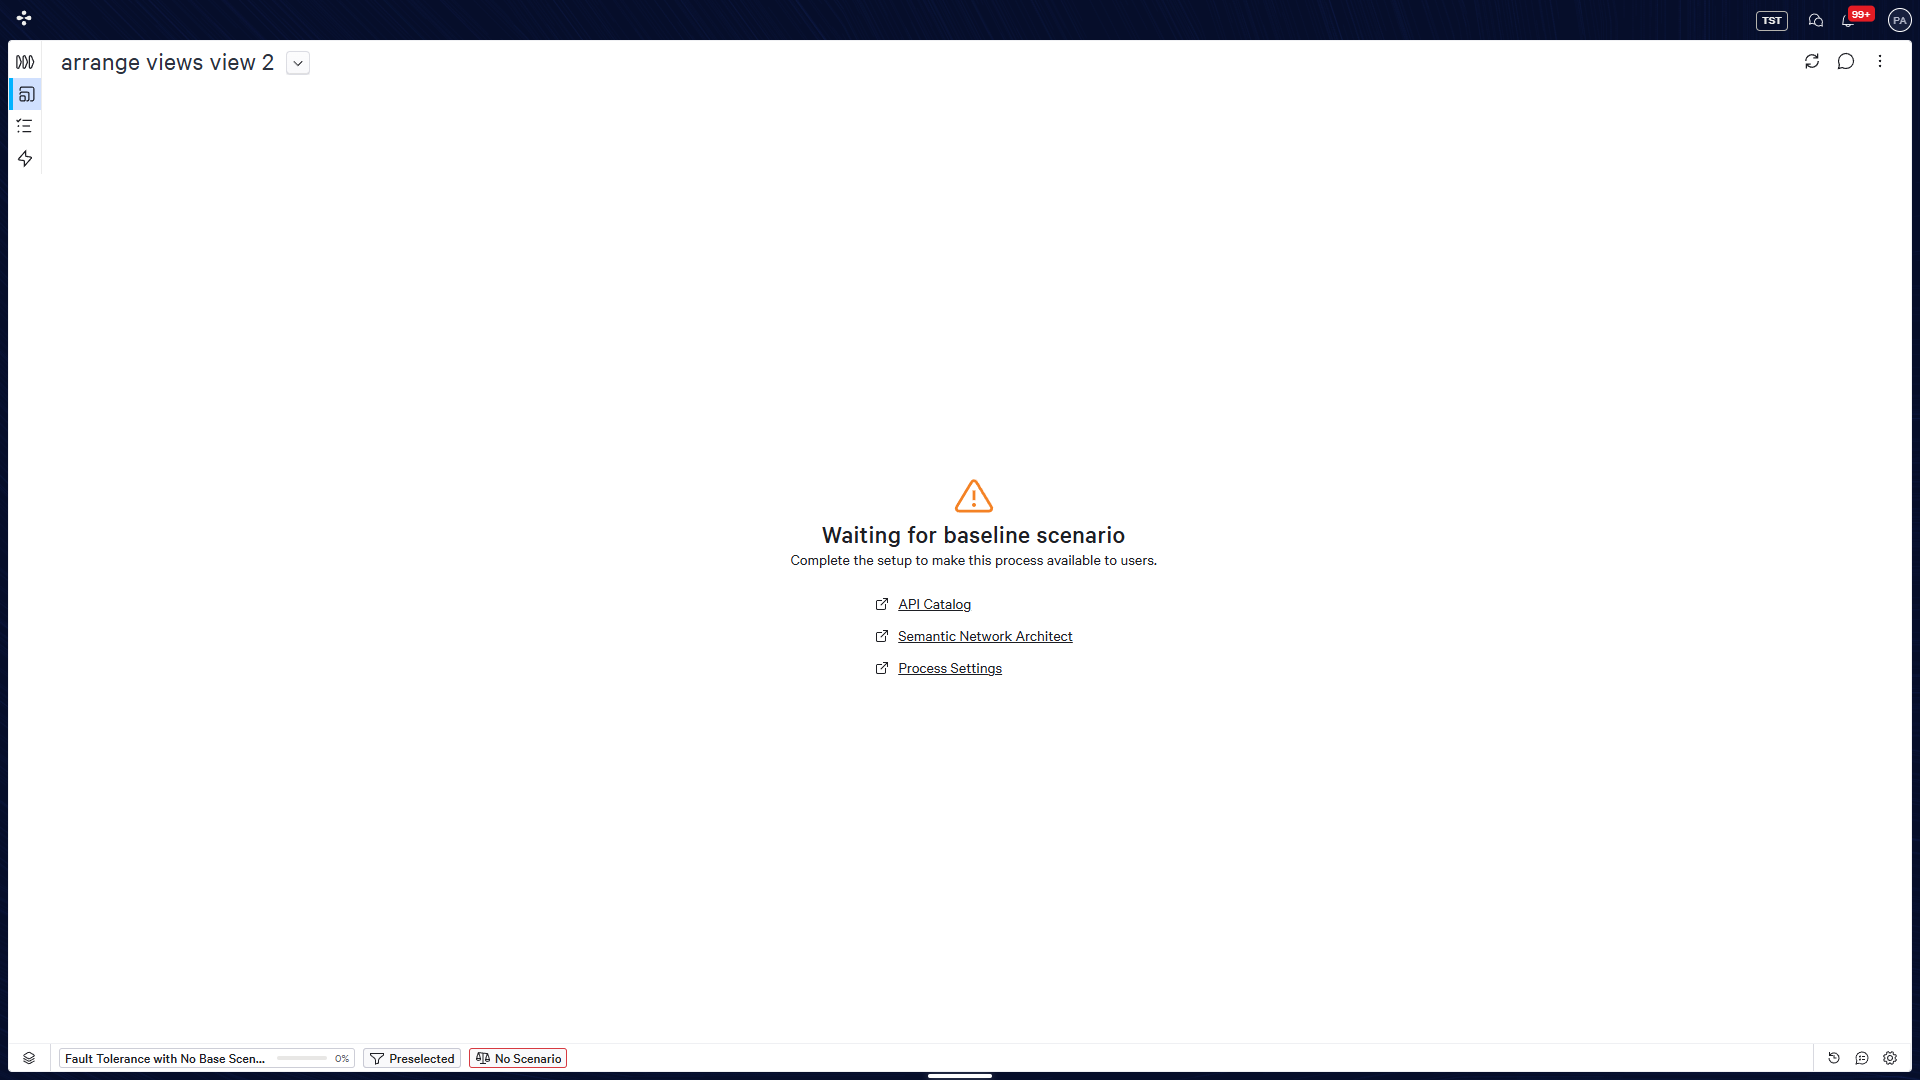 TST
99+
PA
arrange views view 2
Waiting for baseline scenario
Complete the setup to make this process available to users.
API Catalog
Semantic Network Architect
Process Settings
Fault Tolerance with No Base Scen...
0%
Preselected
No Scenario